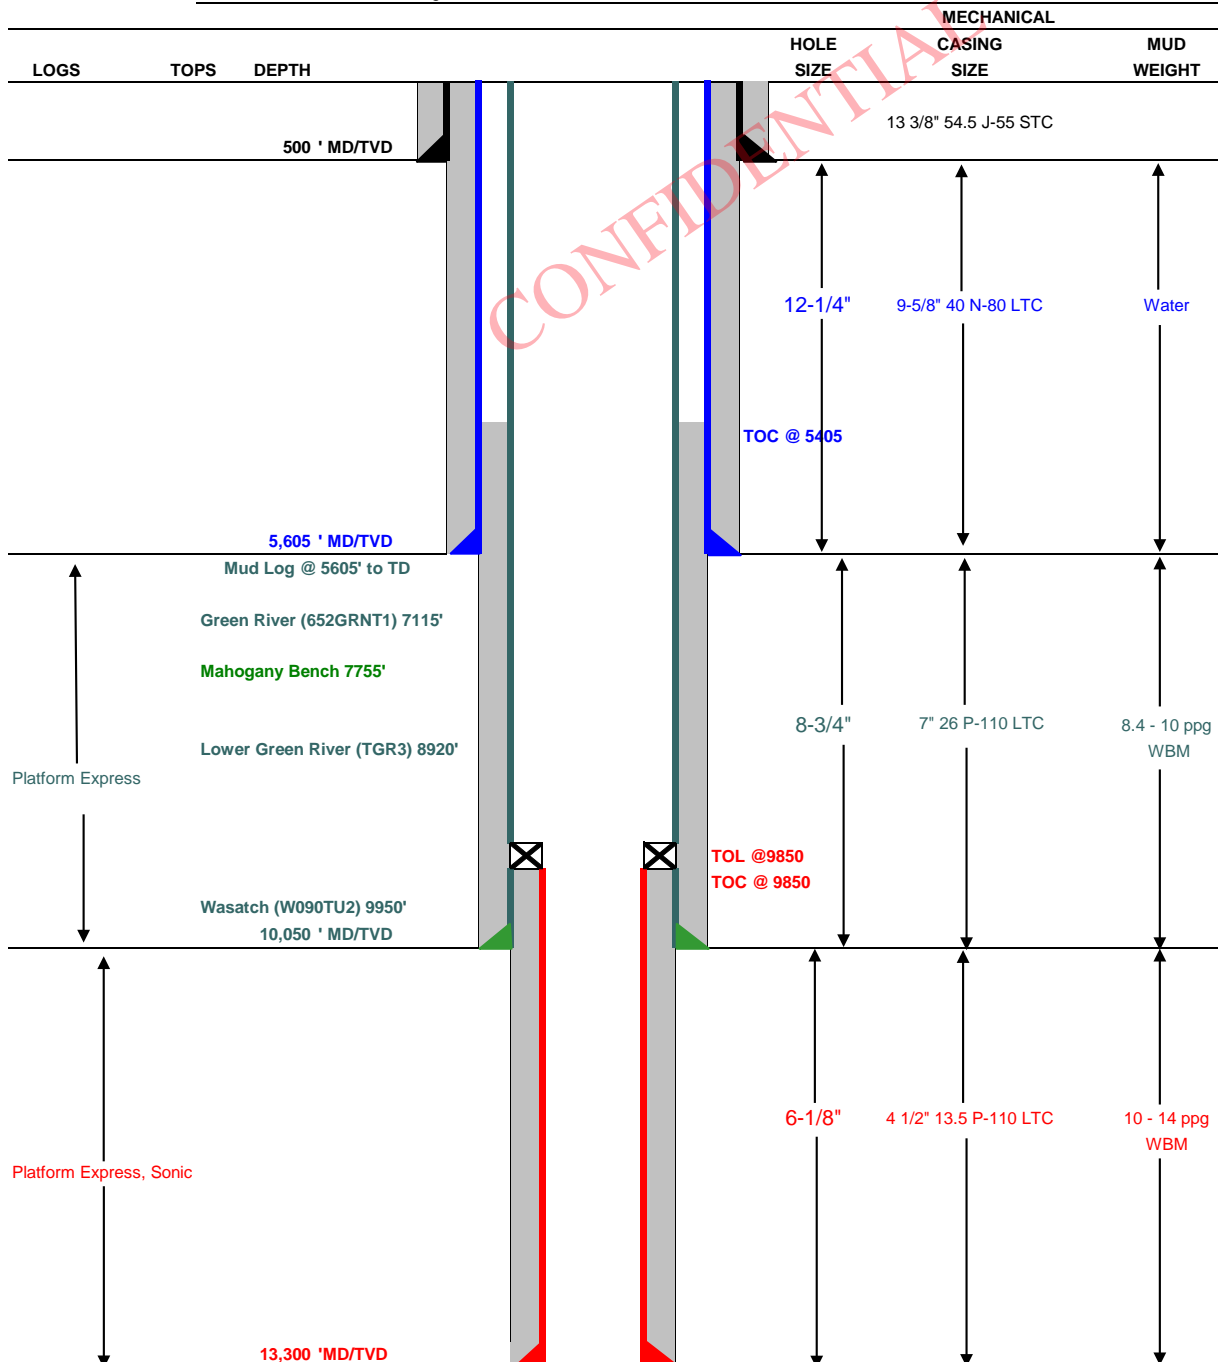 MECHANICAL
HOLE CASING MUD
LOGS TOPS DEPTH SIZE SIZE WEIGHT
13 3/8" 54.5 J-55 STC
500 ' MD/TVD
CONFIDENTIAL
12-1/4" 9-5/8" 40 N-80 LTC Water
TOC @ 5405
5,605 ' MD/TVD
Mud Log @ 5605' to TD
Green River (652GRNT1) 7115'
Mahogany Bench 7755'
8-3/4" 7" 26 P-110 LTC 8.4 - 10 ppg
WBM
Lower Green River (TGR3) 8920'
Platform Express
TOL @9850
TOC @ 9850
Wasatch (W090TU2) 9950'
10,050 ' MD/TVD
6-1/8" 4 1/2" 13.5 P-110 LTC 10 - 14 ppg
WBM
Platform Express, Sonic
13,300 'MD/TVD